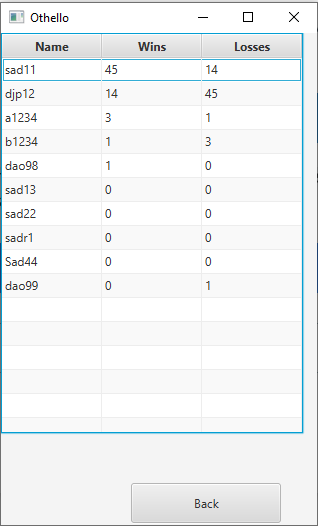 Othello
Name Wins Losses
sad11 45 14
djp12 14 45
a1234 3 1
b1234 1 3
dao98 1 0
sad13 0 0
sad22 0 0
sadr1 0 0
Sad44 0 0
dao99 0 1
Back